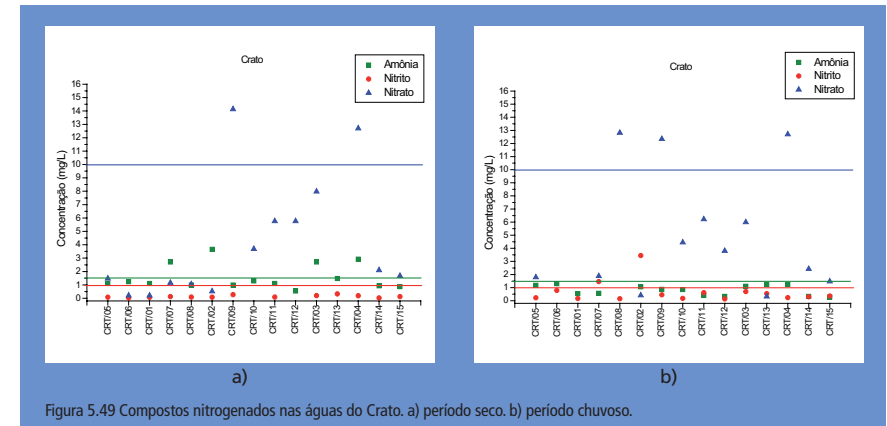 Crato
Amônia
Nitrito
Nitrato
Concentração (mg/L)
16
15
14
13
12
11
10
9
8
7
6
5
4
3
2
1
0
CRT/05
CRT/06
CRT/01
CRT/07
CRT/08
CRT/02
CRT/09
CRT/10
CRT/11
CRT/12
CRT/03
CRT/13
CRT/04
CRT/14
CRT/15
a)
Crato
Amônia
Nitrito
Nitrato
Concentração (mg/L)
16
15
14
13
12
11
10
9
8
7
6
5
4
3
2
1
0
CRT/05-
CRT/06-
CRT/01-
CRT/07-
CRT/08-
CRT/02-
CRT/09-
CRT/10-
CRT/11-
CRT/12-
CRT/03-
CRT/13-
CRT/04-
CRT/14-
CRT/15-
b)
Figura 5.49 Compostos nitrogenados nas águas do Crato. a) período seco. b) período chuvoso.